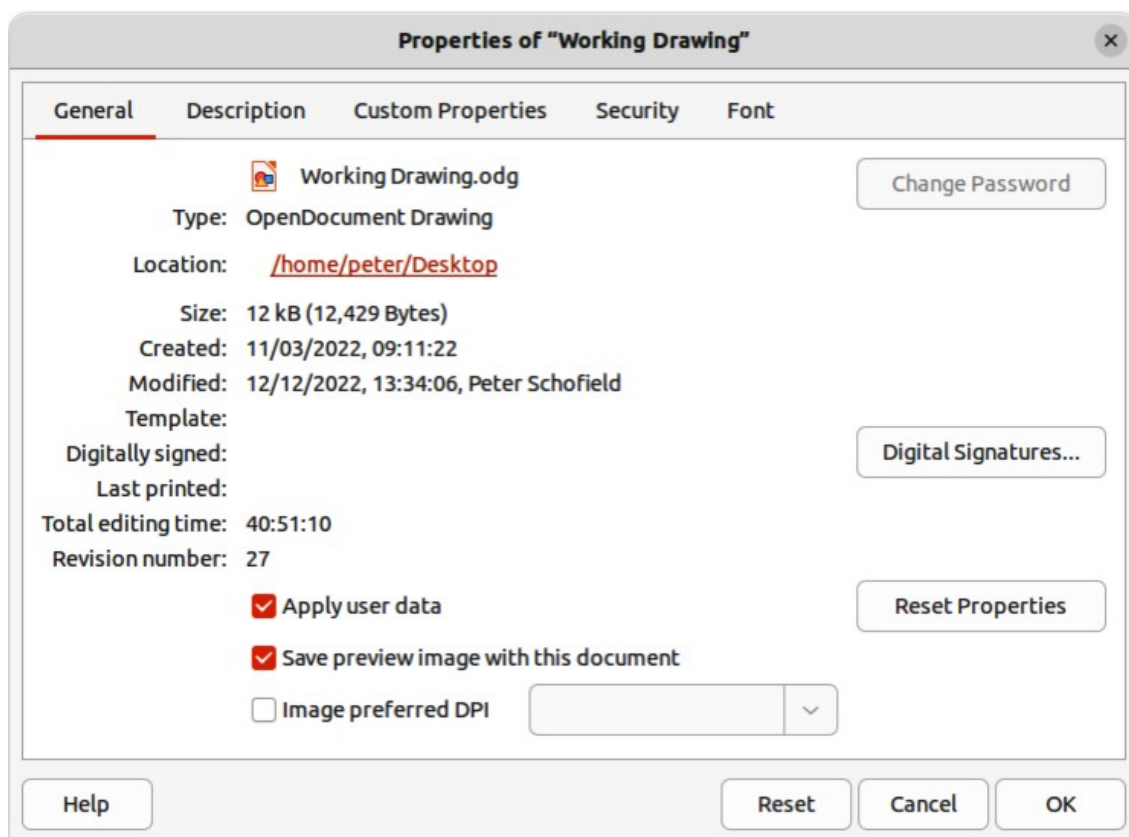 Properties of “Working Drawing”
General Description Custom Properties Security Font
Working Drawing.odg
Change Password
Type: OpenDocument Drawing
Location: /home/peter/Desktop
Size: 12 kB (12,429 Bytes)
Created: 11/03/2022, 09:11:22
Modified: 12/12/2022, 13:34:06, Peter Schofield
Template:
Digitally signed:
Digital Signatures...
Last printed:
Total editing time: 40:51:10
Revision number: 27
Apply user data
Reset Properties
Save preview image with this document
Image preferred DPI
Help Reset Cancel OK